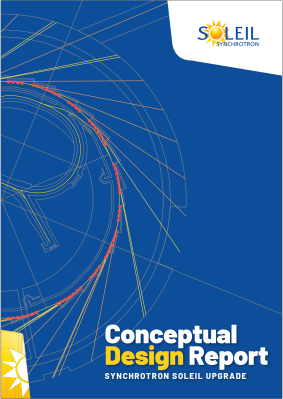 SOLEIL
SYNCHROTRON
Conceptual
Design Report
SYNCHROTRON SOLEIL UPGRADE